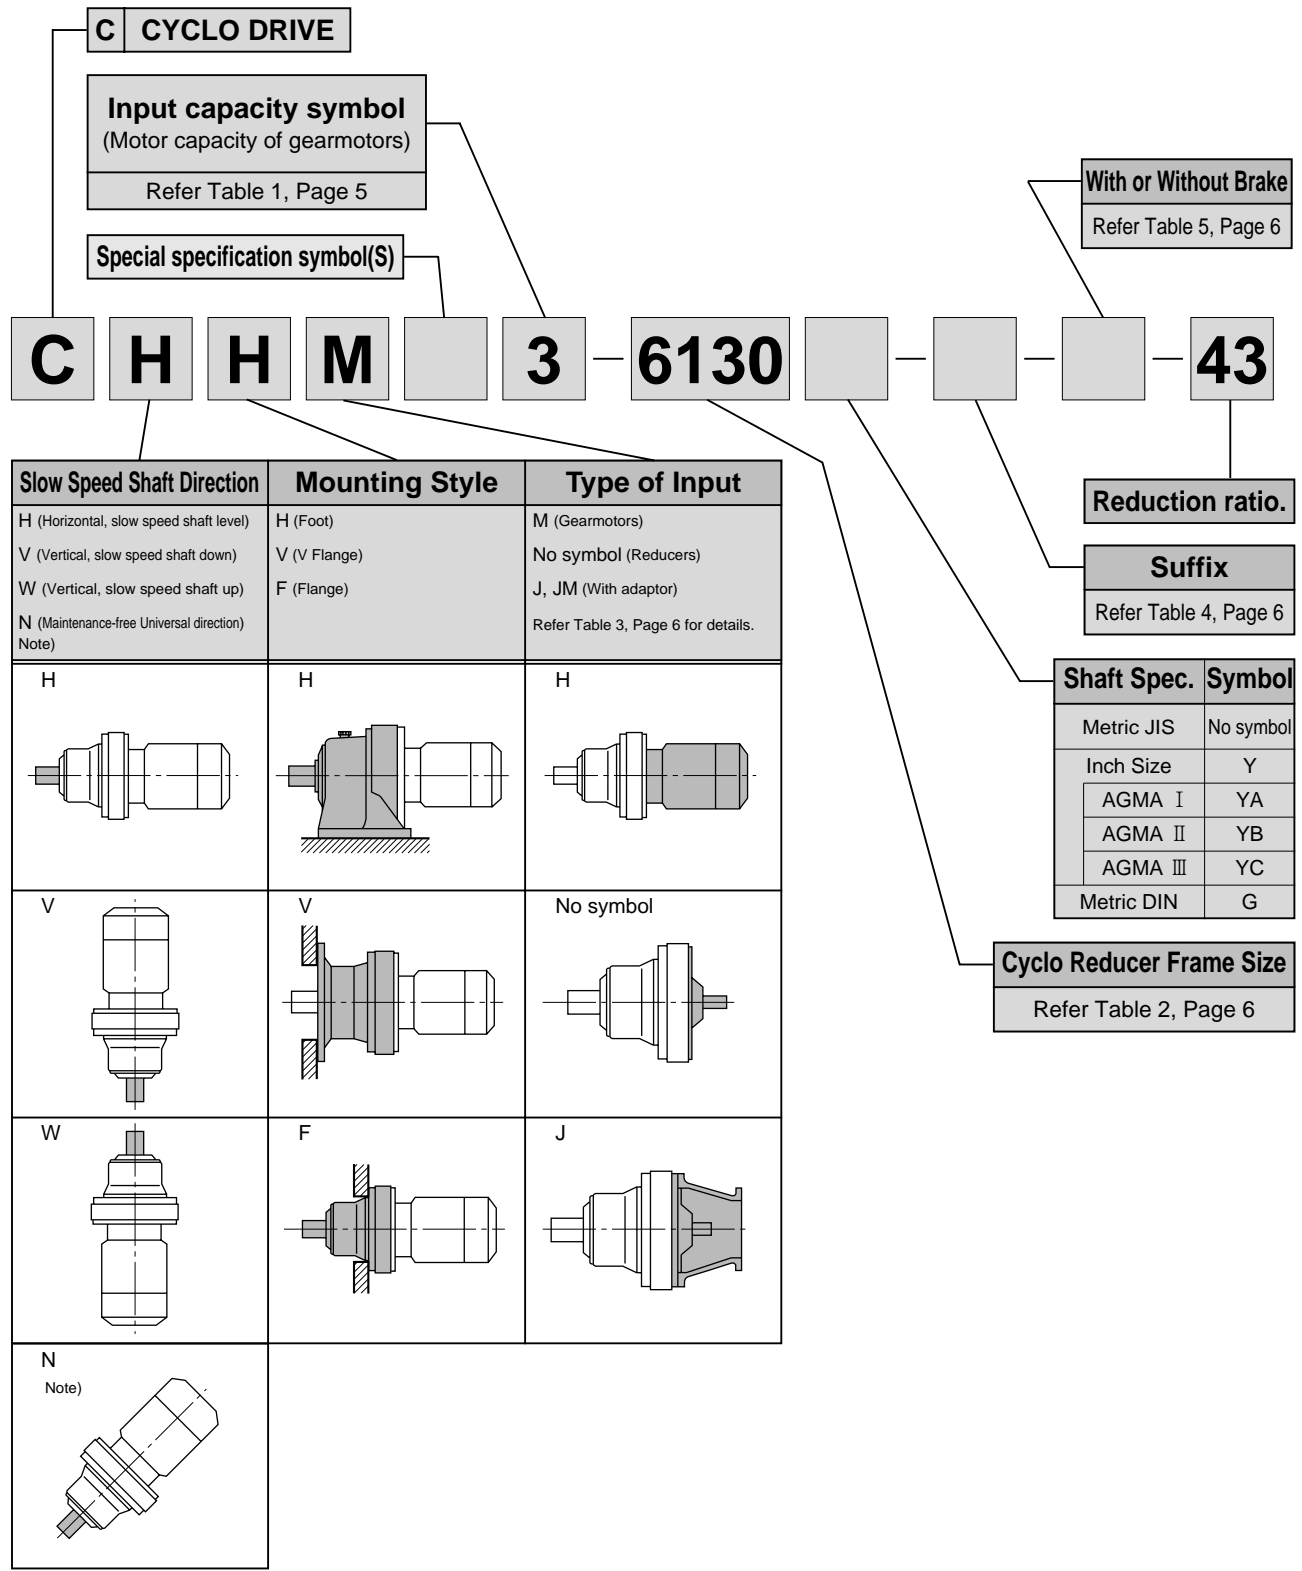 C CYCLO DRIVE
Input capacity symbol
(Motor capacity of gearmotors)
Refer Table 1, Page 5
With or Without Brake
Refer Table 5, Page 6
Special specification symbol(S)
C H H M 3 – 6130 – – – 43
Slow Speed Shaft Direction
H (Horizontal, slow speed shaft level)
V (Vertical, slow speed shaft down)
W (Vertical, slow speed shaft up)
N (Maintenance-free Universal direction)
Note)
Mounting Style
H (Foot)
V (V Flange)
F (Flange)
Type of Input
M (Gearmotors)
No symbol (Reducers)
J, JM (With adaptor)
Refer Table 3, Page 6 for details.
Reduction ratio.
Suffix
Refer Table 4, Page 6
Shaft Spec. Symbol
Metric JIS No symbol
Inch Size Y
AGMA Ⅰ YA
AGMA Ⅱ YB
AGMA Ⅲ YC
Metric DIN G
Cyclo Reducer Frame Size
Refer Table 2, Page 6
H H H
V V No symbol
W F J
N
Note)